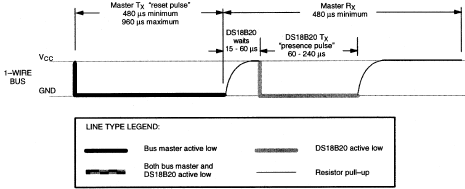 Master TX "reset pulse"
480 µs minimum
960 µs maximum
Master RX
480 µs minimum
DS18B20
waits
15 - 60 µs
DS18B20 TX
"presence pulse"
60 - 240 µs
VCC
1–WIRE
BUS
GND
LINE TYPE LEGEND:
Bus master active low
DS18B20 active low
Both bus master and
DS18B20 active low
Resistor pull–up